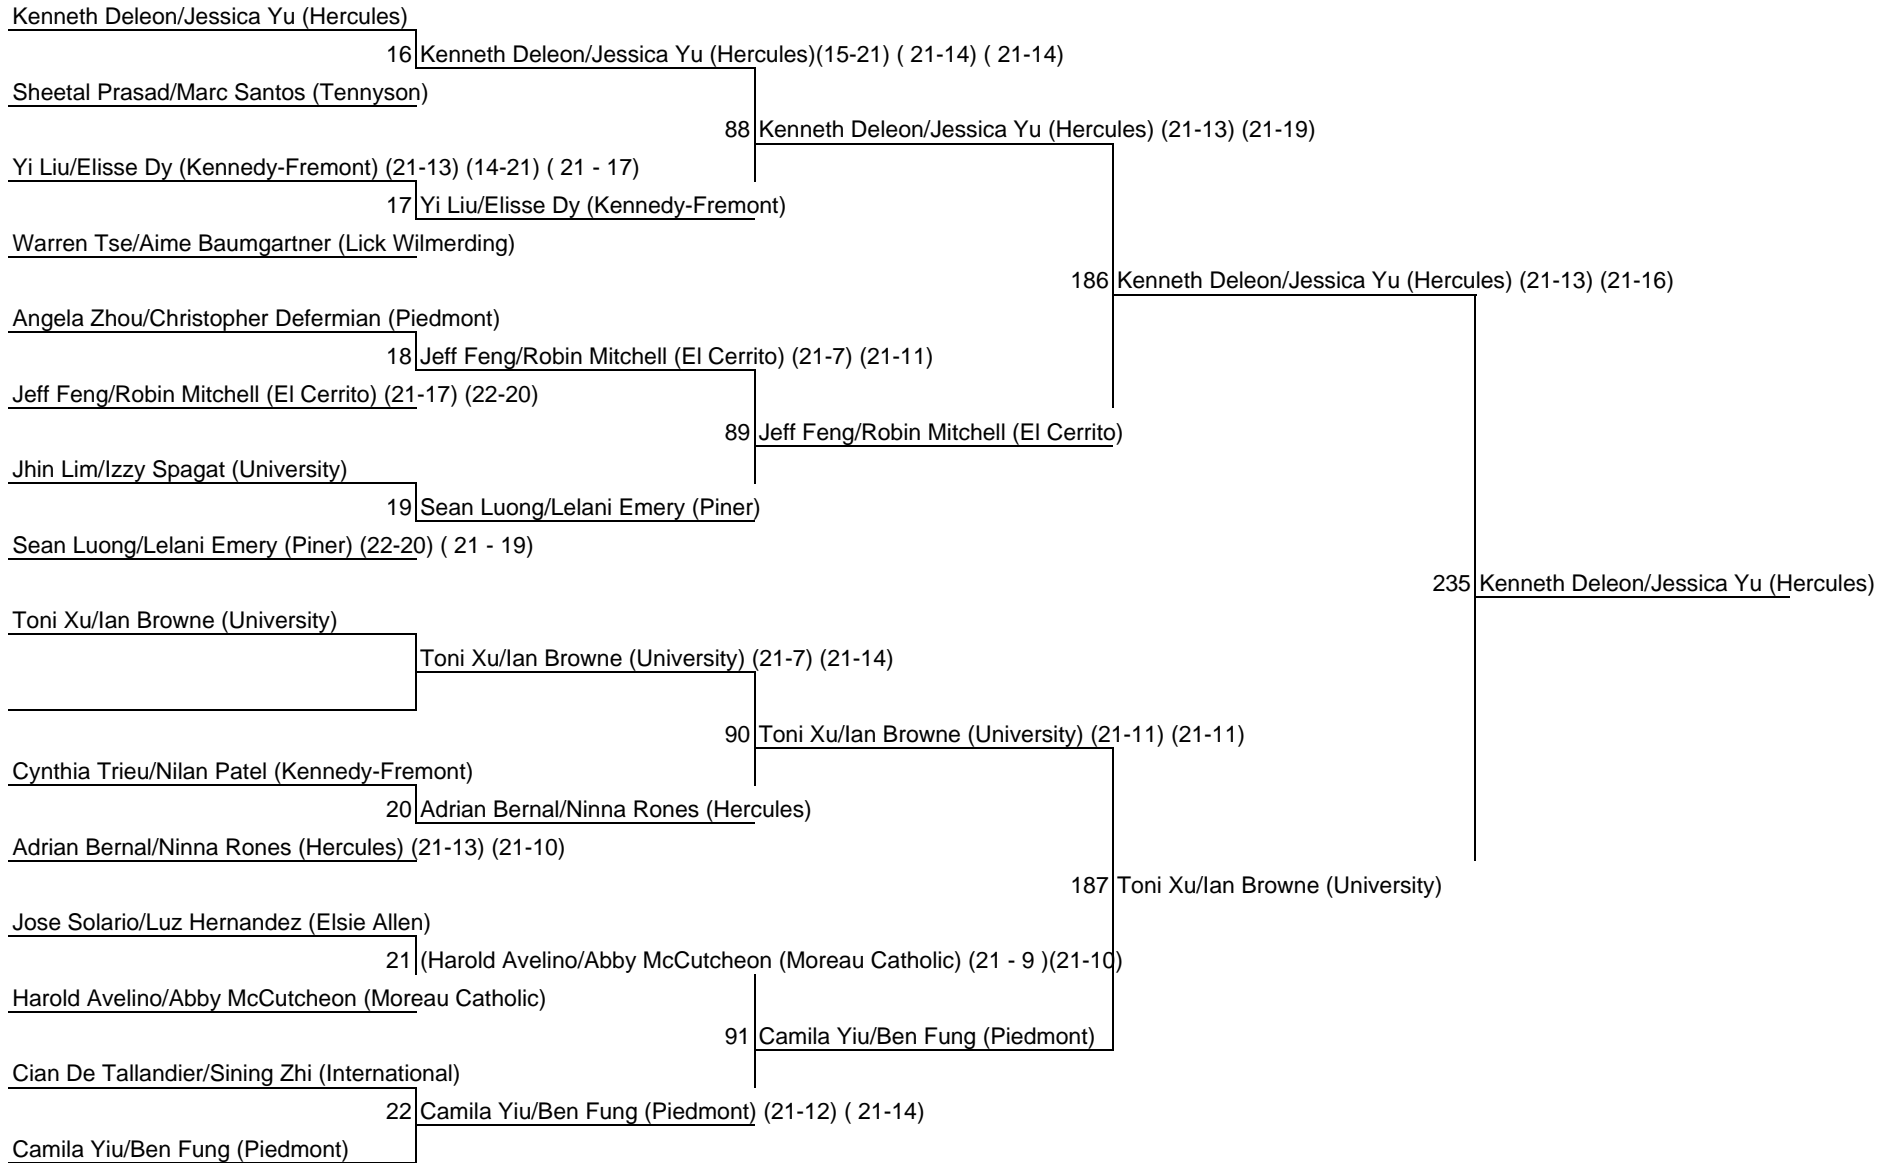 Kenneth Deleon/Jessica Yu (Hercules)
16 Kenneth Deleon/Jessica Yu (Hercules)(15-21) ( 21-14) ( 21-14)
Sheetal Prasad/Marc Santos (Tennyson)
88 Kenneth Deleon/Jessica Yu (Hercules) (21-13) (21-19)
Yi Liu/Elisse Dy (Kennedy-Fremont) (21-13) (14-21) ( 21 - 17)
17 Yi Liu/Elisse Dy (Kennedy-Fremont)
Warren Tse/Aime Baumgartner (Lick Wilmerding)
186 Kenneth Deleon/Jessica Yu (Hercules) (21-13) (21-16)
Angela Zhou/Christopher Defermian (Piedmont)
18 Jeff Feng/Robin Mitchell (El Cerrito) (21-7) (21-11)
Jeff Feng/Robin Mitchell (El Cerrito) (21-17) (22-20)
89 Jeff Feng/Robin Mitchell (El Cerrito)
Jhin Lim/Izzy Spagat (University)
19 Sean Luong/Lelani Emery (Piner)
Sean Luong/Lelani Emery (Piner) (22-20) ( 21 - 19)
235 Kenneth Deleon/Jessica Yu (Hercules)
Toni Xu/Ian Browne (University)
Toni Xu/Ian Browne (University) (21-7) (21-14)
90 Toni Xu/Ian Browne (University) (21-11) (21-11)
Cynthia Trieu/Nilan Patel (Kennedy-Fremont)
20 Adrian Bernal/Ninna Rones (Hercules)
Adrian Bernal/Ninna Rones (Hercules) (21-13) (21-10)
187 Toni Xu/Ian Browne (University)
Jose Solario/Luz Hernandez (Elsie Allen)
21 (Harold Avelino/Abby McCutcheon (Moreau Catholic) (21 - 9 )(21-10)
Harold Avelino/Abby McCutcheon (Moreau Catholic)
91 Camila Yiu/Ben Fung (Piedmont)
Cian De Tallandier/Sining Zhi (International)
22 Camila Yiu/Ben Fung (Piedmont) (21-12) ( 21-14)
Camila Yiu/Ben Fung (Piedmont)